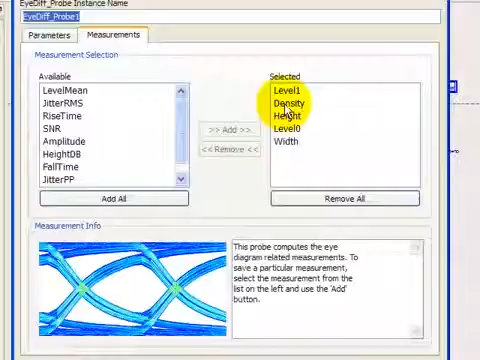 EyeDiff_Probe Instance Name
EyeDiff_Probe1
Parameters
Measurements
Measurement Selection
Available
Selected
LevelMean
JitterRMS
RiseTime
SNR
Amplitude
HeightDB
FallTime
JitterPP
>> Add >>
<< Remove <<
Level1
Density
Height
Level0
Width
Add All
Remove All
Measurement Info
This probe computes the eye
diagram related measurements. To
save a particular measurement,
select the measurement from the
list on the left and use the 'Add'
button.